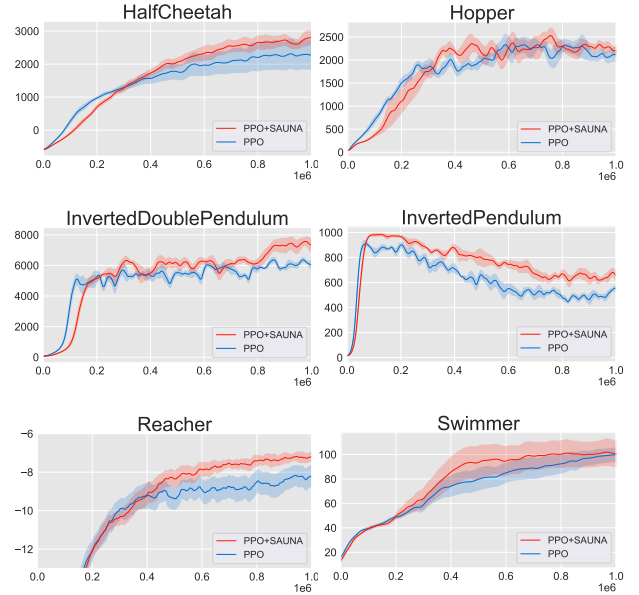 HalfCheetah
3000
2000
1000
0
PPO+SAUNA
PPO
0.0 0.2 0.4 0.6 0.8 1.0
1e6
Hopper
2500
2000
1500
1000
500
0
PPO+SAUNA
PPO
0.0 0.2 0.4 0.6 0.8 1.0
1e6
InvertedDoublePendulum
8000
6000
4000
2000
0
PPO+SAUNA
PPO
0.0 0.2 0.4 0.6 0.8 1.0
1e6
InvertedPendulum
1000
800
600
400
200
0
PPO+SAUNA
PPO
0.0 0.2 0.4 0.6 0.8 1.0
1e6
Reacher
−6
−8
−10
−12
PPO+SAUNA
PPO
0.0 0.2 0.4 0.6 0.8 1.0
1e6
Swimmer
100
80
60
40
20
PPO+SAUNA
PPO
0.0 0.2 0.4 0.6 0.8 1.0
1e6